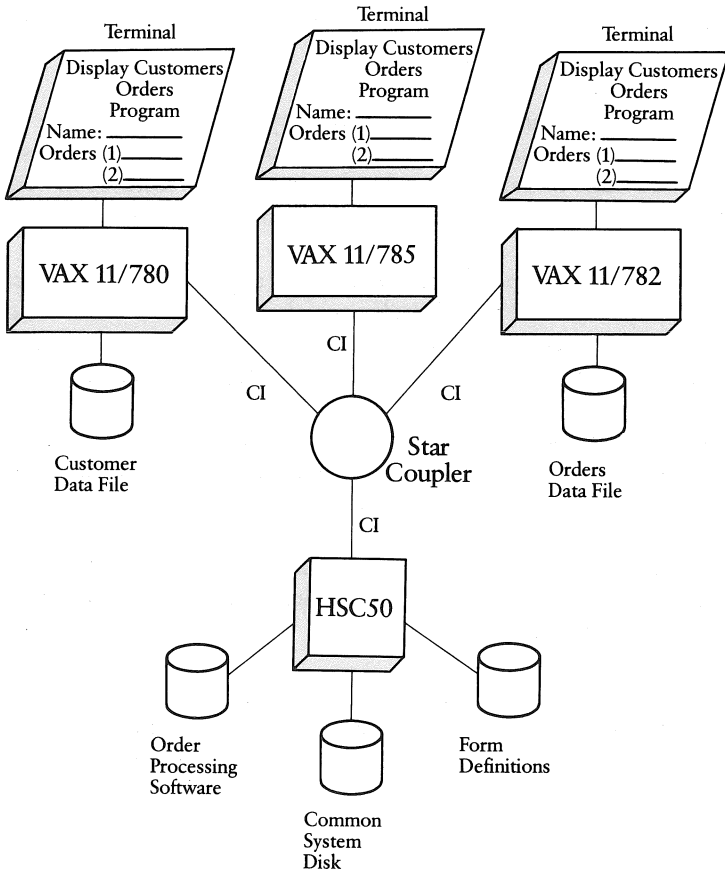 Terminal
Display Customers
Orders
Program
Name:
Orders (1)
(2)
VAX 11/780
Customer
Data File
Terminal
Display Customers
Orders
Program
Name:
Orders (1)
(2)
VAX 11/785
Terminal
Display Customers
Orders
Program
Name:
Orders (1)
(2)
VAX 11/782
Orders
Data File
CI
CI
CI
Star
Coupler
CI
HSC50
Order
Processing
Software
Common
System
Disk
Form
Definitions